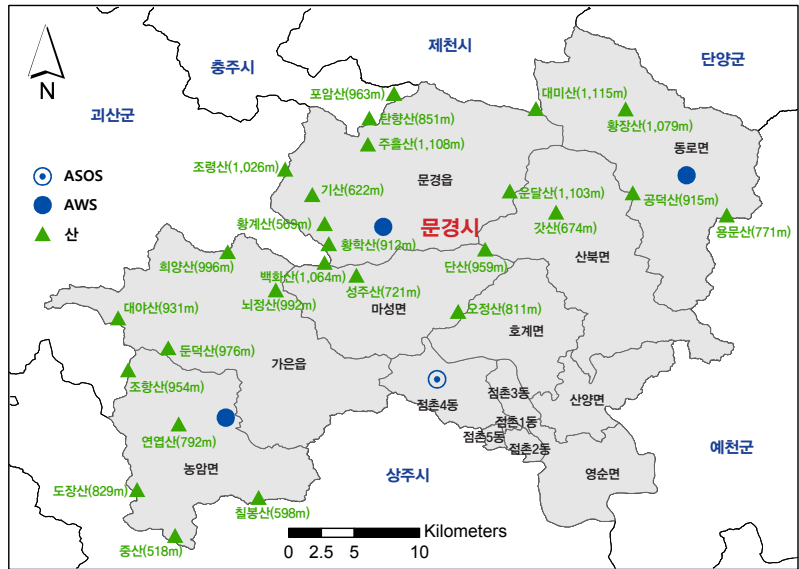 제천시
단양군
충주시
N
괴산군
포암산(963m)
대미산(1,115m)
탄향산(851m)
황장산(1,079m)
주흘산(1,108m)
동로면
조령산(1,026m)
문경읍
ASOS
기산(622m)
운달산(1,103m)
공덕산(915m)
AWS
황계산(569m)
문경시
갓산(674m)
용문산(771m)
산
황학산(912m)
산북면
희양산(996m)
백화산(1,064m)
단산(959m)
성주산(721m)
뇌정산(992m)
대야산(931m)
마성면
오정산(811m)
호계면
둔덕산(976m)
가은읍
조항산(954m)
점촌3동
산양면
점촌4동
점촌1동
연엽산(792m)
점촌5동
점촌2동
예천군
농암면
상주시
영순면
도장산(829m)
칠봉산(598m)
중산(518m)
Kilometers
0 2.5 5 10